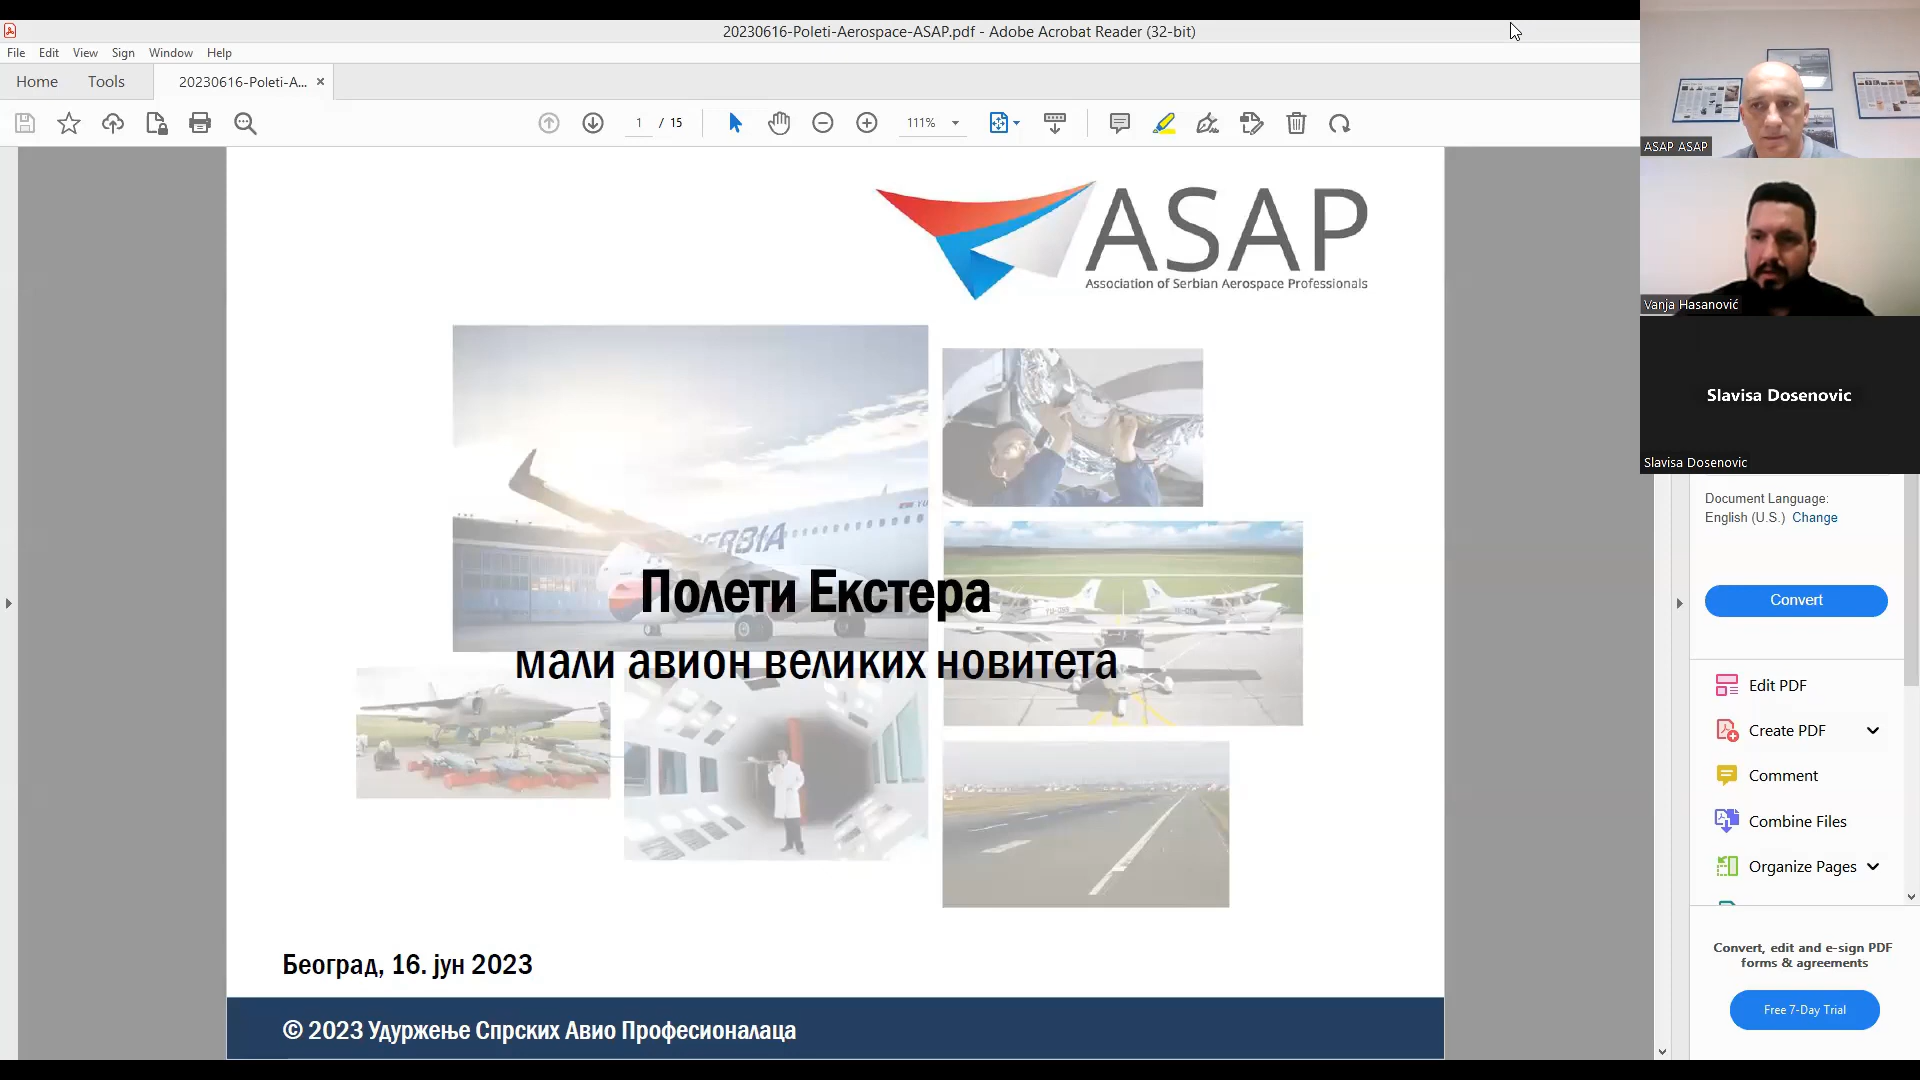 20230616-Poleti-Aerospace-ASAP.pdf - Adobe Acrobat Reader (32-bit)
File Edit View Sign Window Help
Home Tools 20230616-Poleti-A... ×
1 / 15 111%
ASAP
Association of Serbian Aerospace Professionals
ERBIA
Полети Екстера
мали авион великих новитета
Београд, 16. јун 2023
© 2023 Удуржење Спрских Авио Професионалаца
ASAP ASAP
Vanja Hasanović
Slavisa Dosenovic
Slavisa Dosenovic
Document Language:
English (U.S.) Change
Convert
Edit PDF
Create PDF
Comment
Combine Files
Organize Pages
Convert, edit and e-sign PDF
forms & agreements
Free 7-Day Trial